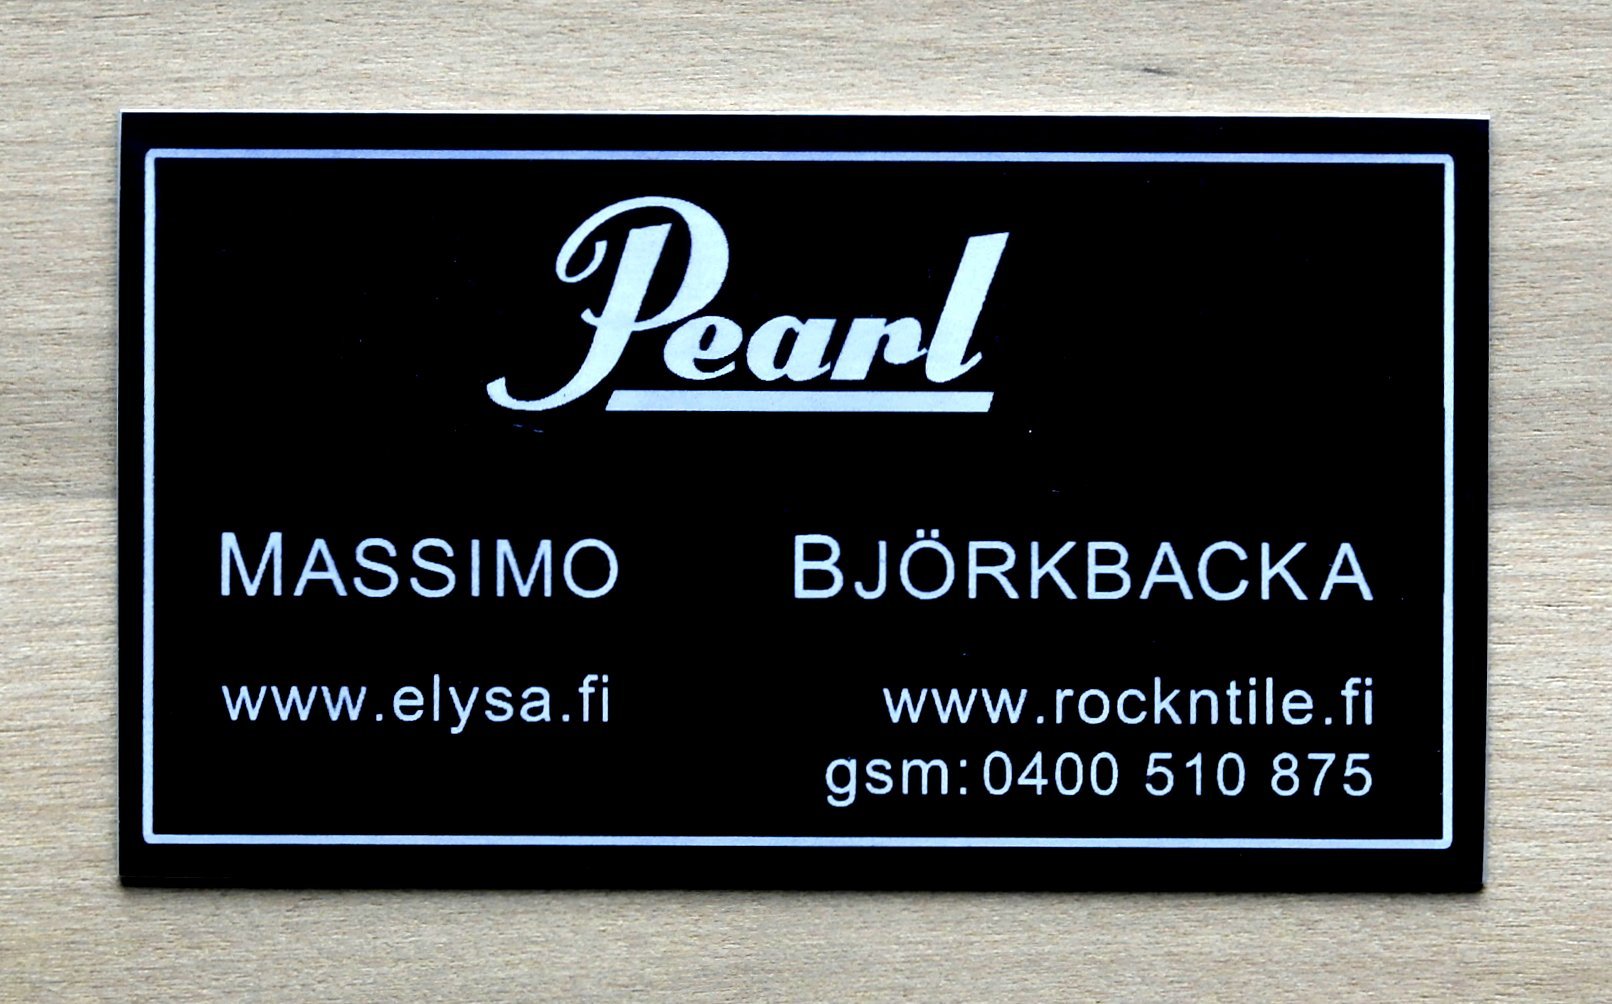 Pearl
MASSIMO BJÖRKBACKA
www.elysa.fi www.rockntile.fi
gsm: 0400 510 875